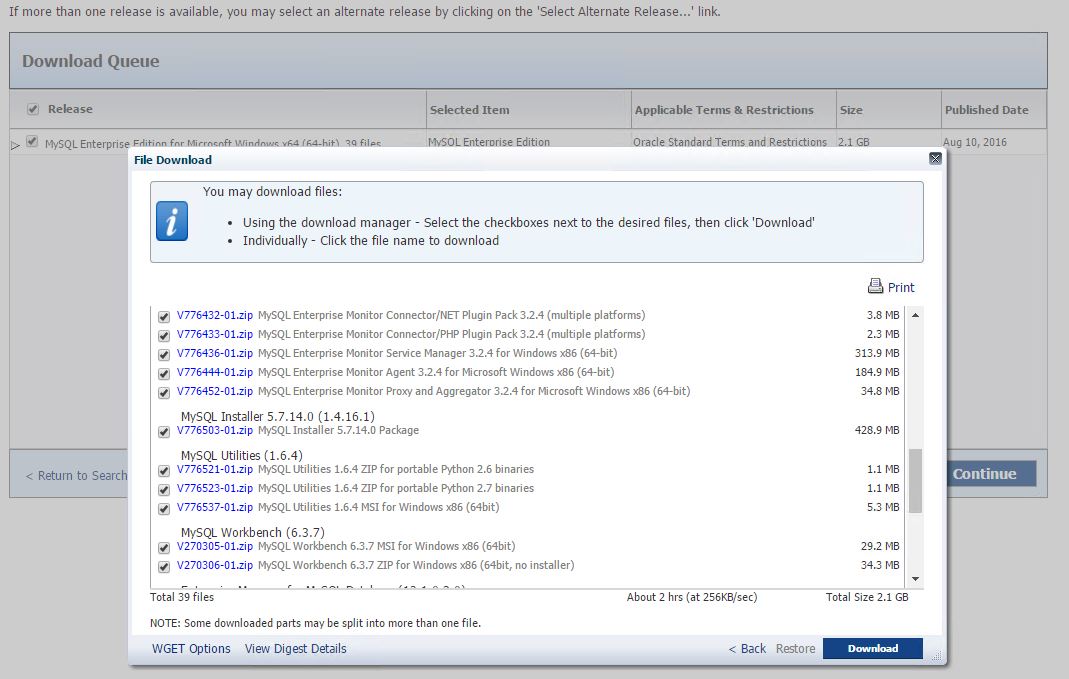 If more than one release is available, you may select an alternate release by clicking on the 'Select Alternate Release...' link.
Download Queue
Release Selected Item Applicable Terms & Restrictions Size Published Date
MySQL Enterprise Edition for Microsoft Windows x64 (64-bit), 39 files MySQL Enterprise Edition Oracle Standard Terms and Restrictions 2.1 GB Aug 10, 2016
File Download
You may download files:
• Using the download manager - Select the checkboxes next to the desired files, then click 'Download'
• Individually - Click the file name to download
Print
V776432-01.zip MySQL Enterprise Monitor Connector/NET Plugin Pack 3.2.4 (multiple platforms) 3.8 MB
V776433-01.zip MySQL Enterprise Monitor Connector/PHP Plugin Pack 3.2.4 (multiple platforms) 2.3 MB
V776436-01.zip MySQL Enterprise Monitor Service Manager 3.2.4 for Windows x86 (64-bit) 313.9 MB
V776444-01.zip MySQL Enterprise Monitor Agent 3.2.4 for Microsoft Windows x86 (64-bit) 184.9 MB
V776452-01.zip MySQL Enterprise Monitor Proxy and Aggregator 3.2.4 for Microsoft Windows x86 (64-bit) 34.8 MB
MySQL Installer 5.7.14.0 (1.4.16.1)
V776503-01.zip MySQL Installer 5.7.14.0 Package 428.9 MB
MySQL Utilities (1.6.4)
V776521-01.zip MySQL Utilities 1.6.4 ZIP for portable Python 2.6 binaries 1.1 MB
V776523-01.zip MySQL Utilities 1.6.4 ZIP for portable Python 2.7 binaries 1.1 MB
V776537-01.zip MySQL Utilities 1.6.4 MSI for Windows x86 (64bit) 5.3 MB
MySQL Workbench (6.3.7)
V270305-01.zip MySQL Workbench 6.3.7 MSI for Windows x86 (64bit) 29.2 MB
V270306-01.zip MySQL Workbench 6.3.7 ZIP for Windows x86 (64bit, no installer) 34.3 MB
Total 39 files About 2 hrs (at 256KB/sec) Total Size 2.1 GB
NOTE: Some downloaded parts may be split into more than one file.
WGET Options View Digest Details < Back Restore Download
< Return to Search Continue